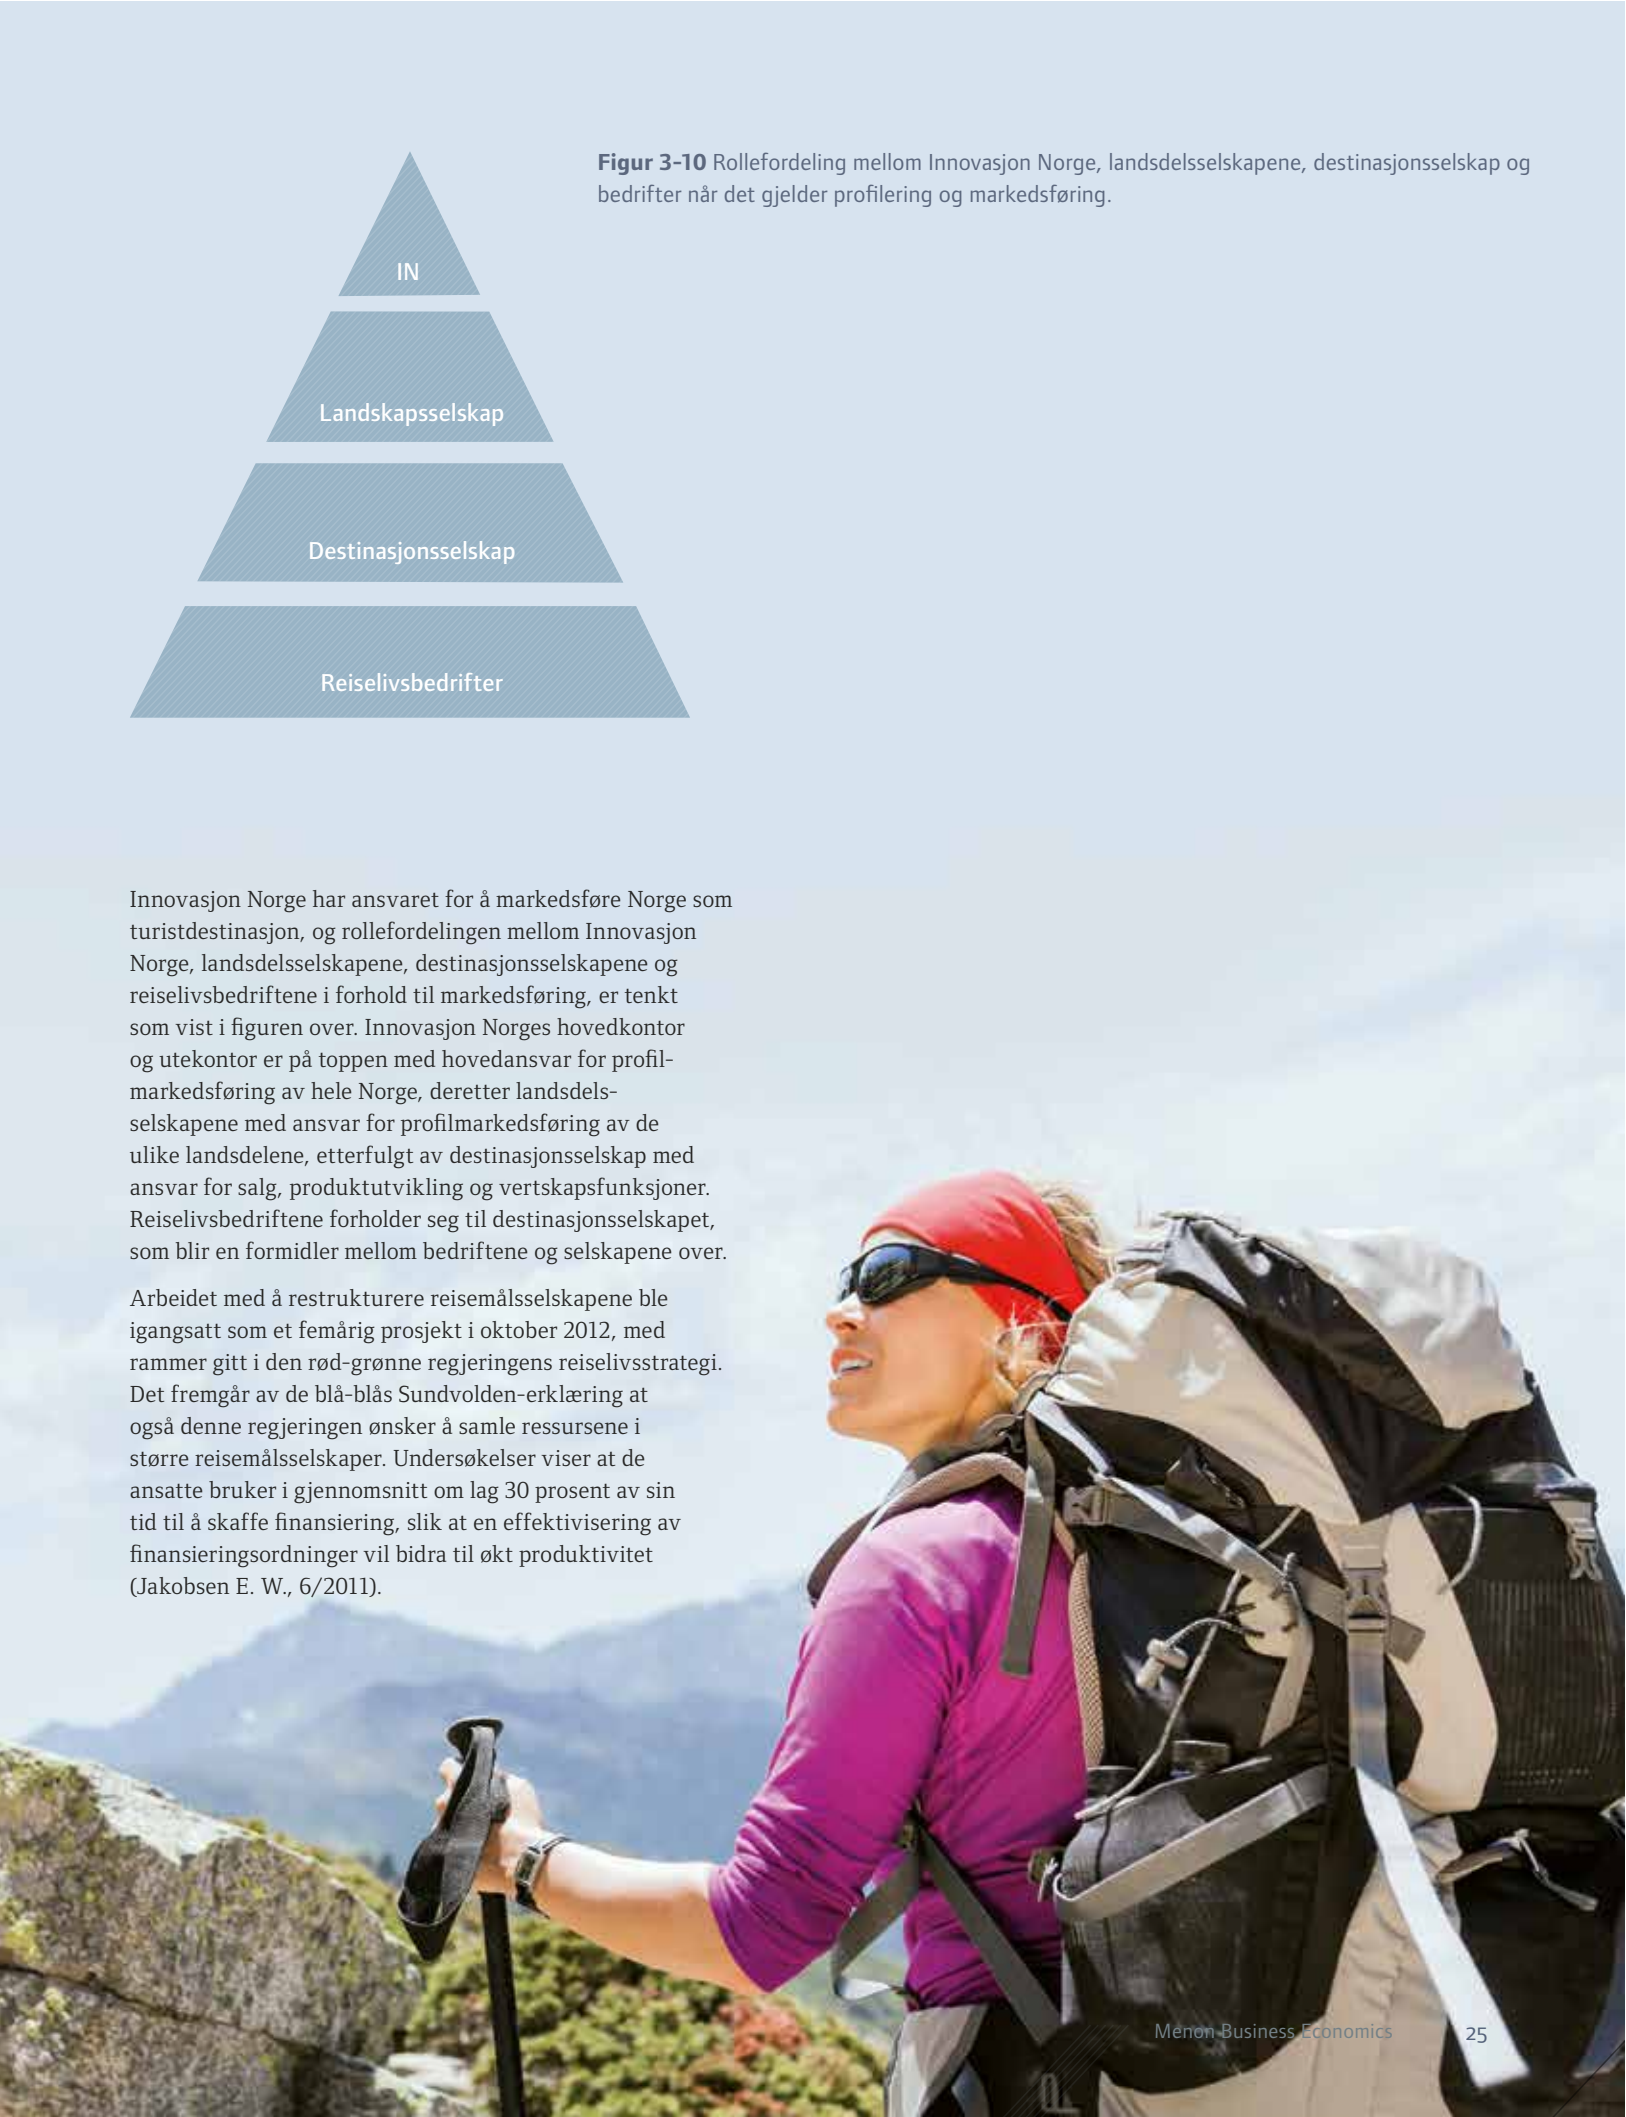 Figur 3-10 Rollefordeling mellom Innovasjon Norge, landsdelsselskapene, destinasjonsselskap og
bedrifter når det gjelder profilering og markedsføring.
IN
Landskapsselskap
Destinasjonsselskap
Reiselivsbedrifter
Innovasjon Norge har ansvaret for å markedsføre Norge som
turistdestinasjon, og rollefordelingen mellom Innovasjon
Norge, landsdelsselskapene, destinasjonsselskapene og
reiselivsbedriftene i forhold til markedsføring, er tenkt
som vist i figuren over. Innovasjon Norges hovedkontor
og utekontor er på toppen med hovedansvar for profil-
markedsføring av hele Norge, deretter landsdels-
selskapene med ansvar for profilmarkedsføring av de
ulike landsdelene, etterfulgt av destinasjonsselskap med
ansvar for salg, produktutvikling og vertskapsfunksjoner.
Reiselivsbedriftene forholder seg til destinasjonsselskapet,
som blir en formidler mellom bedriftene og selskapene over.
Arbeidet med å restrukturere reisemålsselskapene ble
igangsatt som et femårig prosjekt i oktober 2012, med
rammer gitt i den rød-grønne regjeringens reiselivsstrategi.
Det fremgår av de blå-blås Sundvolden-erklæring at
også denne regjeringen ønsker å samle ressursene i
større reisemålsselskaper. Undersøkelser viser at de
ansatte bruker i gjennomsnitt om lag 30 prosent av sin
tid til å skaffe finansiering, slik at en effektivisering av
finansieringsordninger vil bidra til økt produktivitet
(Jakobsen E. W., 6/2011).
Menon Business Economics 25